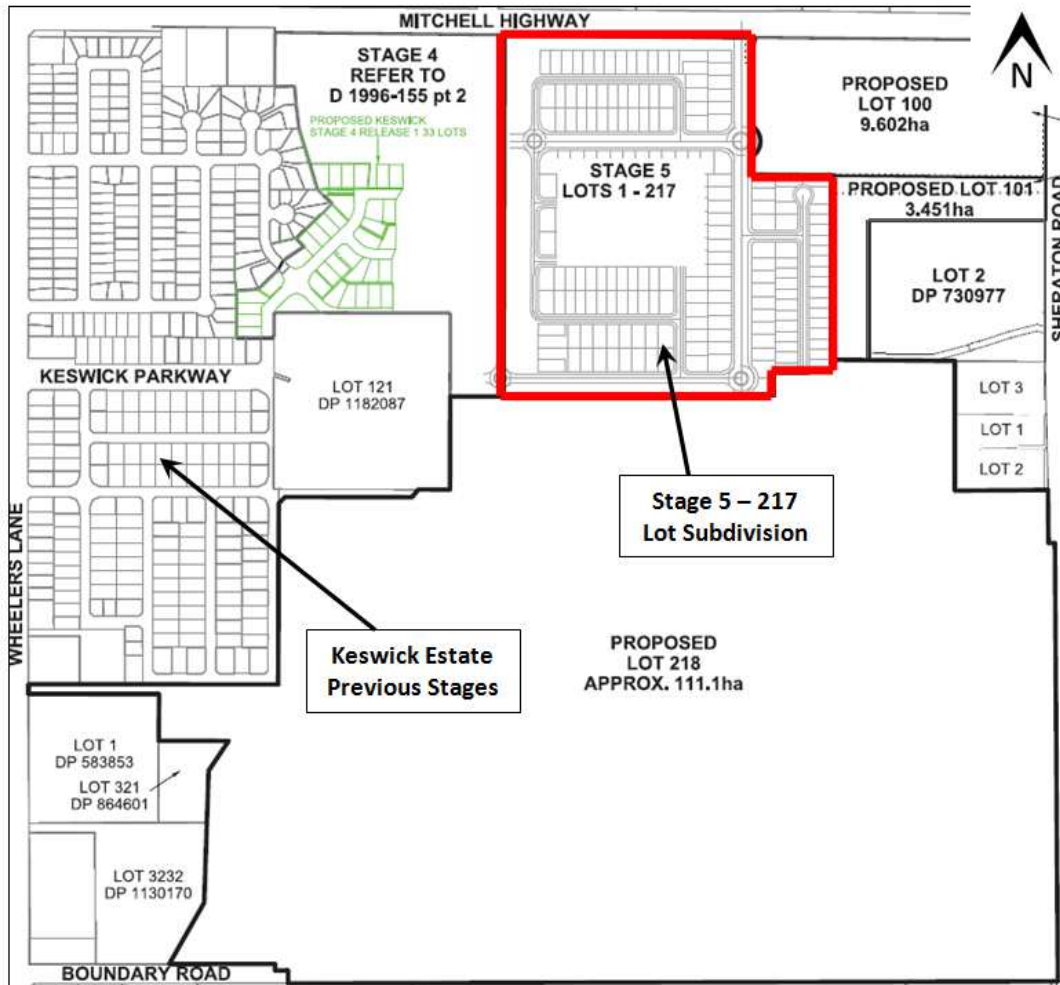 MITCHELL HIGHWAY
STAGE 4
REFER TO
D 1996-155 pt 2
PROPOSED KESWICK
STAGE 4 RELEASE 1 33 LOTS
STAGE 5
LOTS 1 - 217
PROPOSED
LOT 100
9.602ha
N
PROPOSED LOT 101
3.451ha
LOT 2
DP 730977
SHERATON ROAD
KESWICK PARKWAY
LOT 121
DP 1182087
LOT 3
LOT 1
LOT 2
Stage 5 – 217
Lot Subdivision
WHEELERS LANE
Keswick Estate
Previous Stages
PROPOSED
LOT 218
APPROX. 111.1ha
LOT 1
DP 583853
LOT 321
DP 864601
LOT 3232
DP 1130170
BOUNDARY ROAD